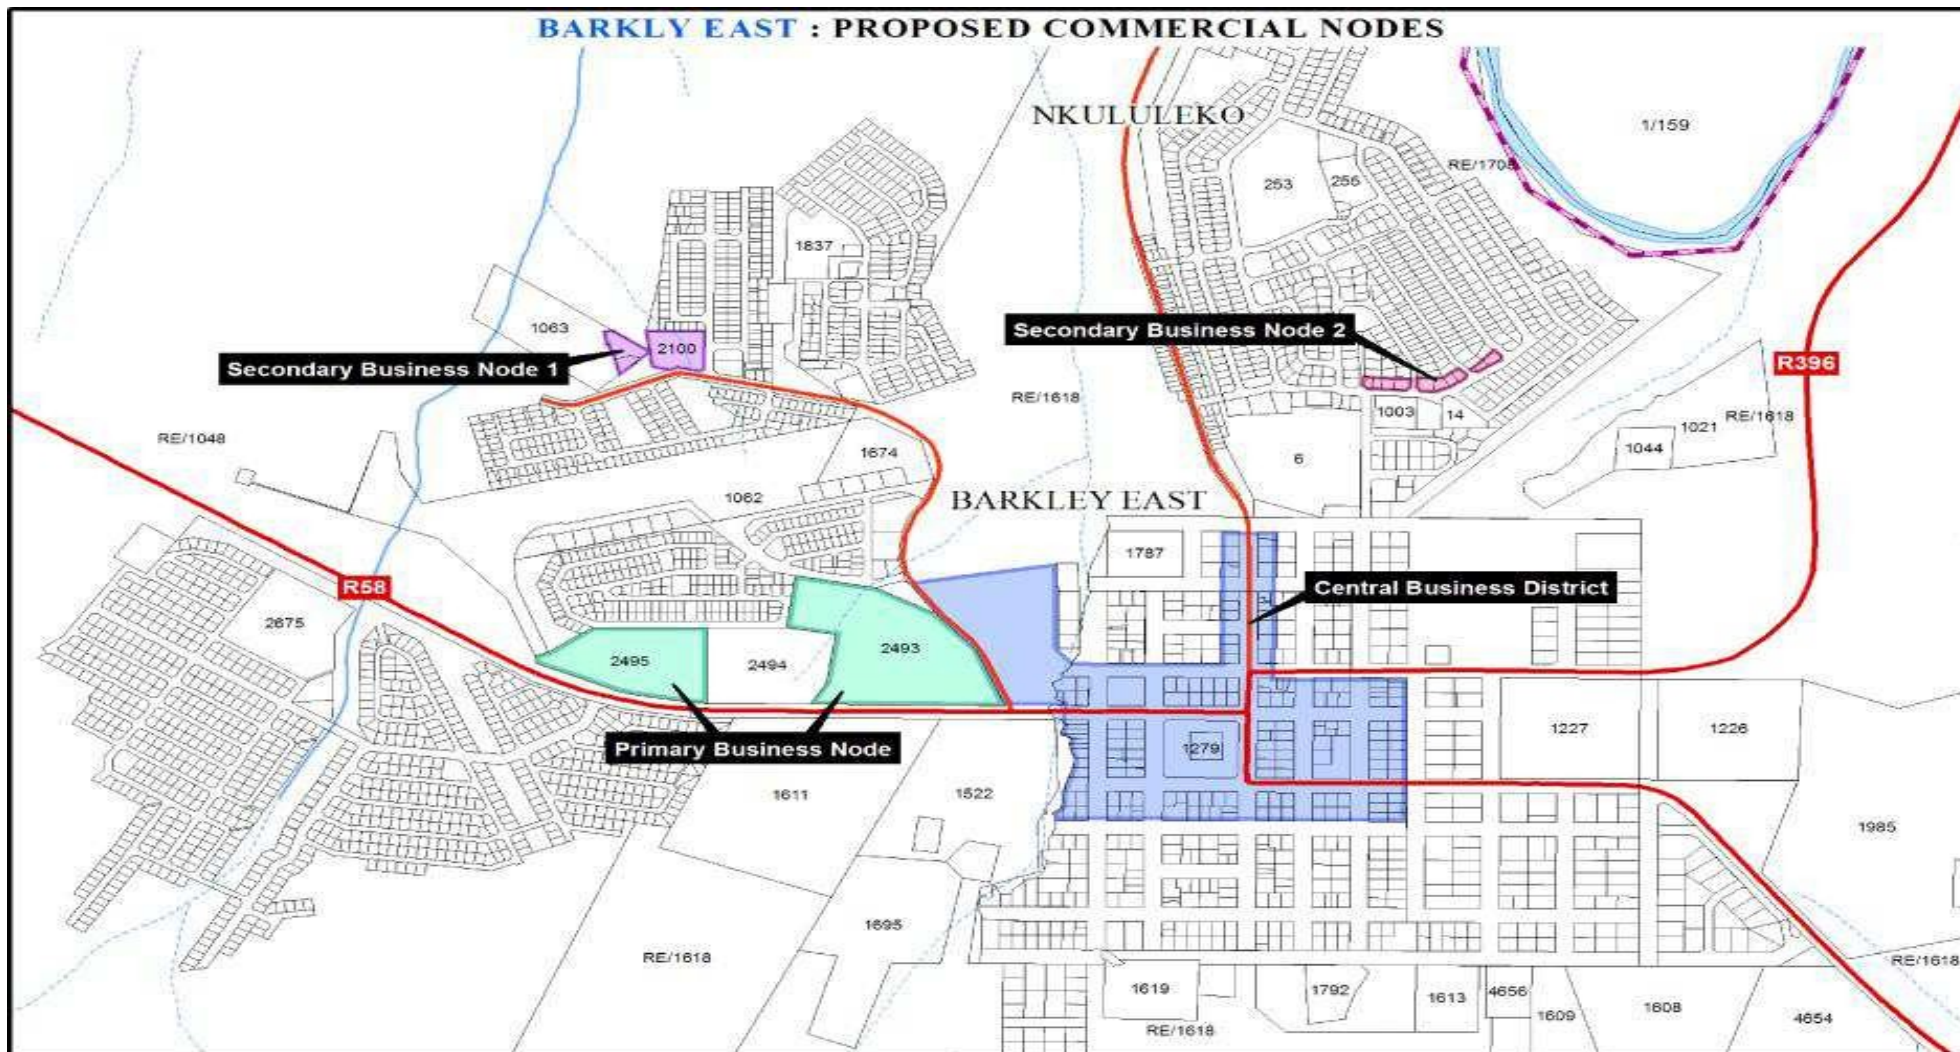 BARKLY EAST : PROPOSED COMMERCIAL NODES
NKULULEKO
1/159
RE/1708
253
256
1837
1063
2100
Secondary Business Node 2
Secondary Business Node 1
R396
RE/1618
1003
14
RE/1618
1021
1044
RE/1048
1674
6
1062
BARKLEY EAST
1787
R58
Central Business District
2675
2495
2494
2493
1227
1226
Primary Business Node
1279
1611
1522
1985
1695
RE/1618
RE/1618
1619
1792
1613
4656
1609
1608
4654
RE/1618